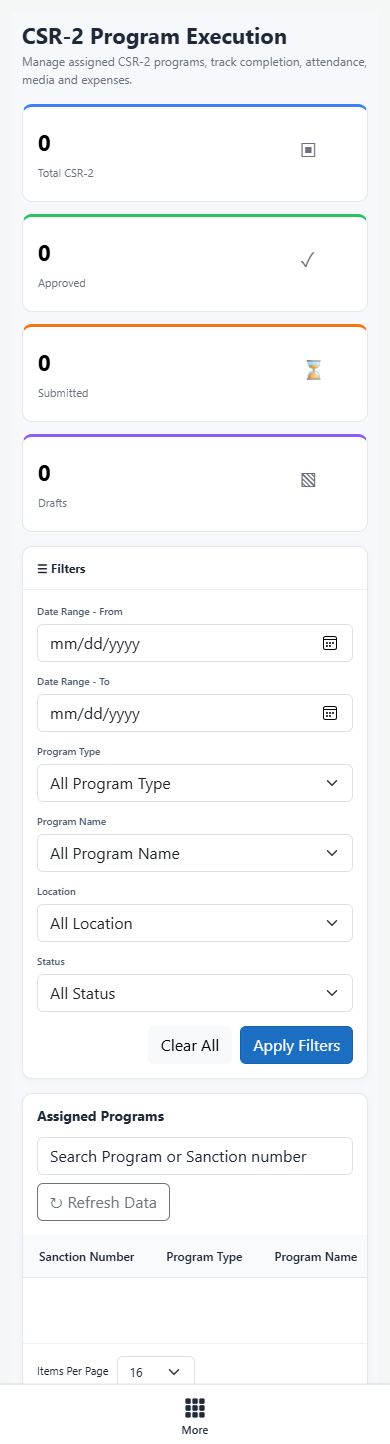 CSR-2 Program Execution
Manage assigned CSR-2 programs, track completion, attendance,
media and expenses.
0
Total CSR-2
0
Approved
0
Submitted
0
Drafts
☰ Filters
Date Range - From
mm/dd/yyyy
Date Range - To
mm/dd/yyyy
Program Type
All Program Type
Program Name
All Program Name
Location
All Location
Status
All Status
Clear All
Apply Filters
Assigned Programs
Search Program or Sanction number
↻ Refresh Data
Sanction Number Program Type Program Name
Items Per Page 16
More